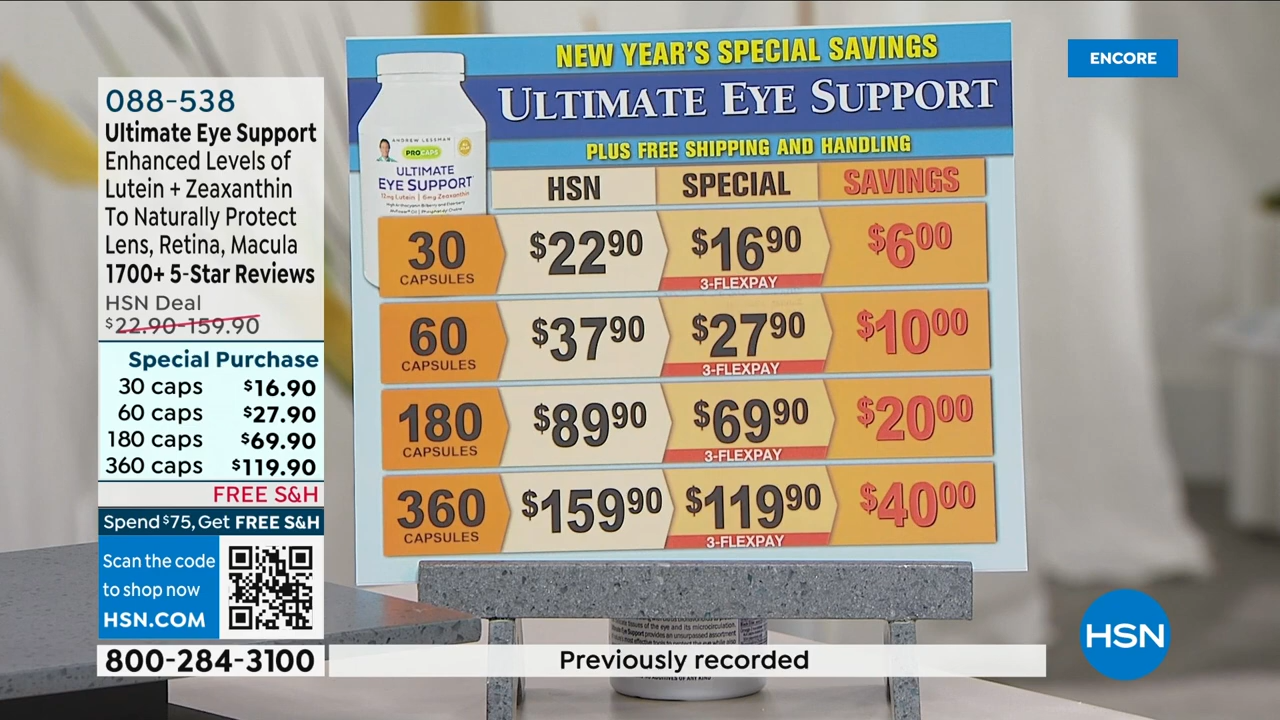 088-538
Ultimate Eye Support
Enhanced Levels of
Lutein + Zeaxanthin
To Naturally Protect
Lens, Retina, Macula
1700+ 5-Star Reviews
HSN Deal
$22.90-159.90
Special Purchase
30 caps $16.90
60 caps $27.90
180 caps $69.90
360 caps $119.90
FREE S&H
Spend $75, Get FREE S&H
Scan the code
to shop now
HSN.COM
800-284-3100
NEW YEAR'S SPECIAL SAVINGS
ULTIMATE EYE SUPPORT
PLUS FREE SHIPPING AND HANDLING
ANDREW LESSMAN
PROCAPS
ULTIMATE
EYE SUPPORT
12mg Lutein | 6mg Zeaxanthin
HSN SPECIAL SAVINGS
30 CAPSULES $22.90 $16.90 $6.00
3-FLEXPAY
60 CAPSULES $37.90 $27.90 $10.00
3-FLEXPAY
180 CAPSULES $89.90 $69.90 $20.00
3-FLEXPAY
360 CAPSULES $159.90 $119.90 $40.00
3-FLEXPAY
ENCORE
HSN
Previously recorded